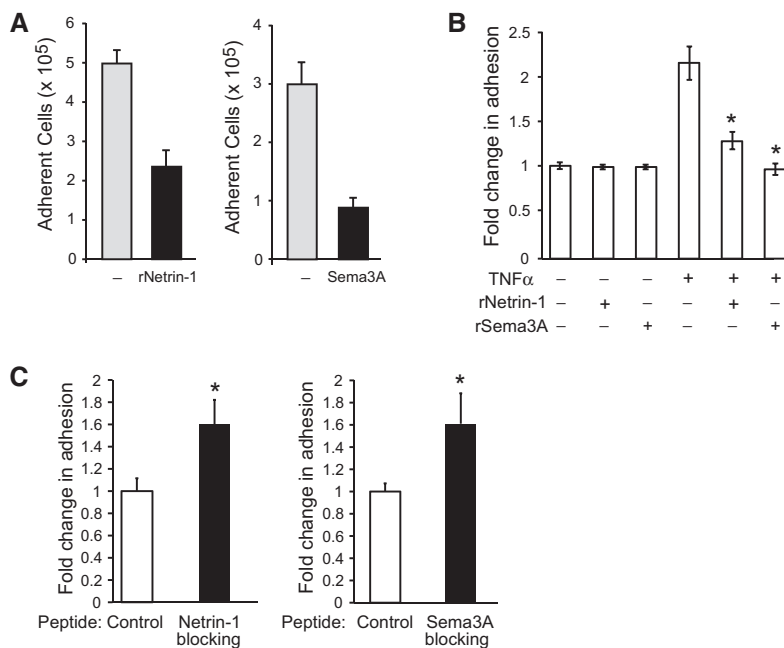 A
Adherent Cells (x 10⁵)
6
5
4
3
2
1
0
– rNetrin-1
Adherent Cells (x 10⁵)
4
3
2
1
0
– Sema3A
B
Fold change in adhesion
2.5
2
1.5
1
0.5
0
* *
TNFα – – – + + +
rNetrin-1 – + – – + –
rSema3A – – + – – +
C
Fold change in adhesion
2
1.8
1.6
1.4
1.2
1
0.8
0.6
0.4
0.2
0
*
Peptide: Control Netrin-1
blocking
Fold change in adhesion
2
1.8
1.6
1.4
1.2
1
0.8
0.6
0.4
0.2
0
*
Peptide: Control Sema3A
blocking